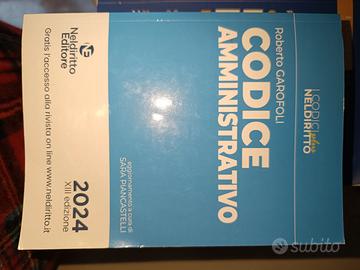 I CODICI plus
NELDIRITTO
Roberto GAROFOLI
CODICE
AMMINISTRATIVO
aggiornamento a cura di
SARA PIANCASTELLI
2024
XIII edizione
Neldiritto
Editore
Gratis l'accesso alla rivista on line www.neldiritto.it
subito